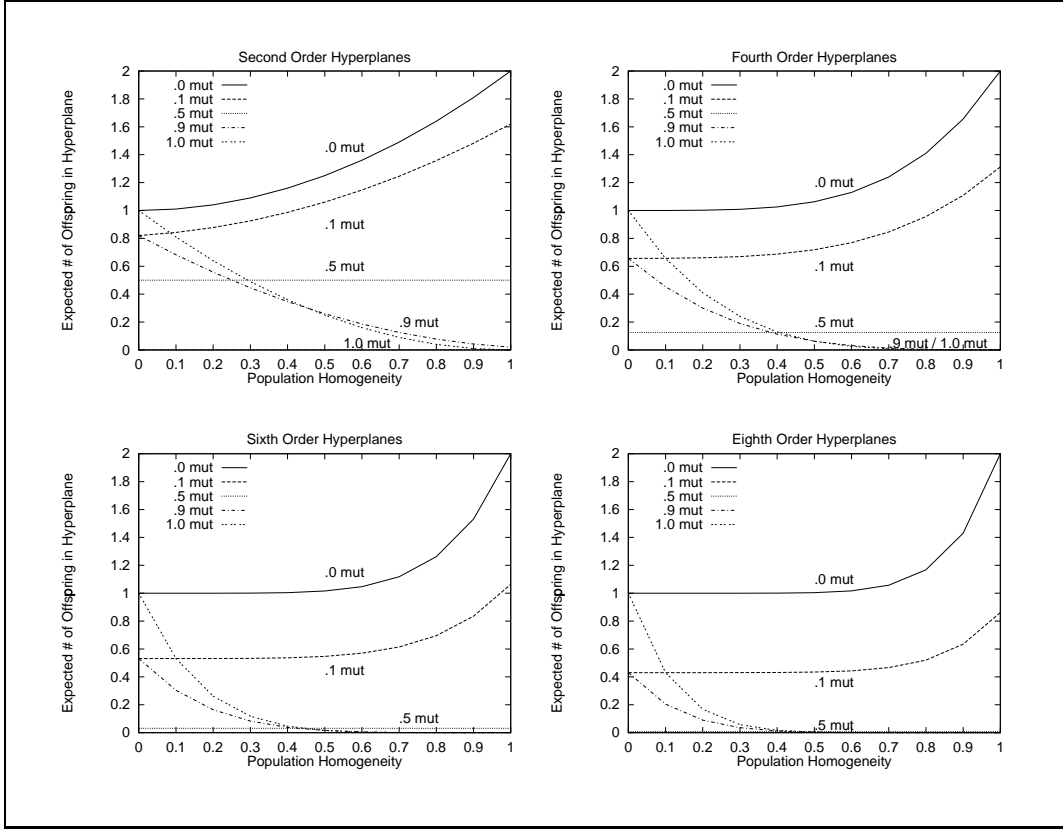 Second Order Hyperplanes
Expected # of Offspring in Hyperplane
2
1.8
1.6
1.4
1.2
1
0.8
0.6
0.4
0.2
0
.0 mut
.1 mut
.5 mut
.9 mut
1.0 mut
.0 mut
.1 mut
.5 mut
.9 mut
1.0 mut
0 0.1 0.2 0.3 0.4 0.5 0.6 0.7 0.8 0.9 1
Population Homogeneity
Fourth Order Hyperplanes
Expected # of Offspring in Hyperplane
2
1.8
1.6
1.4
1.2
1
0.8
0.6
0.4
0.2
0
.0 mut
.1 mut
.5 mut
.9 mut
1.0 mut
.0 mut
.1 mut
.5 mut
.9 mut / 1.0 mut
0 0.1 0.2 0.3 0.4 0.5 0.6 0.7 0.8 0.9 1
Population Homogeneity
Sixth Order Hyperplanes
Expected # of Offspring in Hyperplane
2
1.8
1.6
1.4
1.2
1
0.8
0.6
0.4
0.2
0
.0 mut
.1 mut
.5 mut
.9 mut
1.0 mut
.0 mut
.1 mut
.5 mut
0 0.1 0.2 0.3 0.4 0.5 0.6 0.7 0.8 0.9 1
Population Homogeneity
Eighth Order Hyperplanes
Expected # of Offspring in Hyperplane
2
1.8
1.6
1.4
1.2
1
0.8
0.6
0.4
0.2
0
.0 mut
.1 mut
.5 mut
.9 mut
1.0 mut
.0 mut
.1 mut
.5 mut
0 0.1 0.2 0.3 0.4 0.5 0.6 0.7 0.8 0.9 1
Population Homogeneity